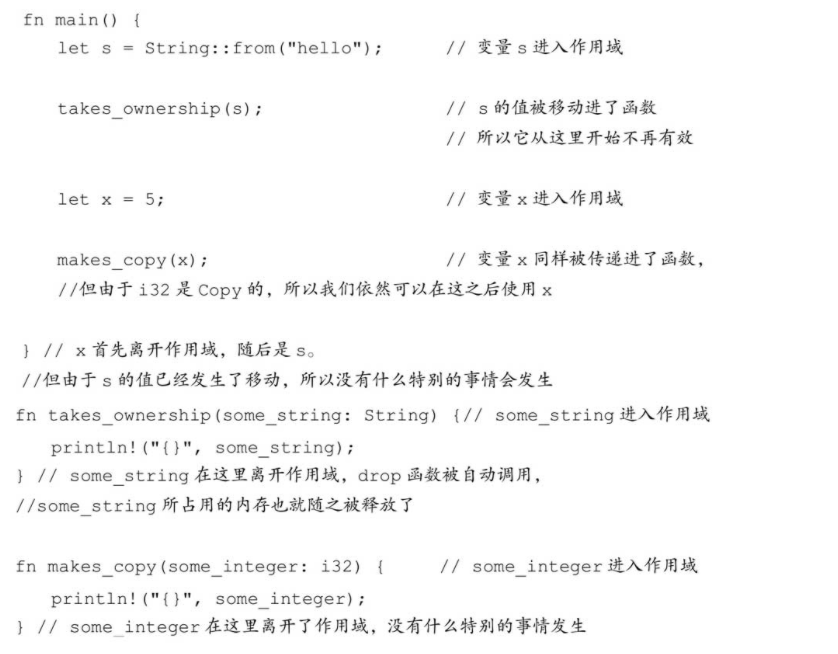 fn main() {
let s = String::from("hello"); // 变量 s 进入作用域
takes_ownership(s); // s 的值被移动进了函数
// 所以它从这里开始不再有效
let x = 5; // 变量 x 进入作用域
makes_copy(x); // 变量 x 同样被传递进了函数，
//但由于 i32 是 Copy 的，所以我们依然可以在这之后使用 x
} // x 首先离开作用域，随后是 s。
//但由于 s 的值已经发生了移动，所以没有什么特别的事情会发生
fn takes_ownership(some_string: String) {// some_string 进入作用域
println!("{}", some_string);
} // some_string 在这里离开作用域，drop 函数被自动调用，
//some_string 所占用的内存也就随之被释放了
fn makes_copy(some_integer: i32) { // some_integer 进入作用域
println!("{}", some_integer);
} // some_integer 在这里离开了作用域，没有什么特别的事情发生